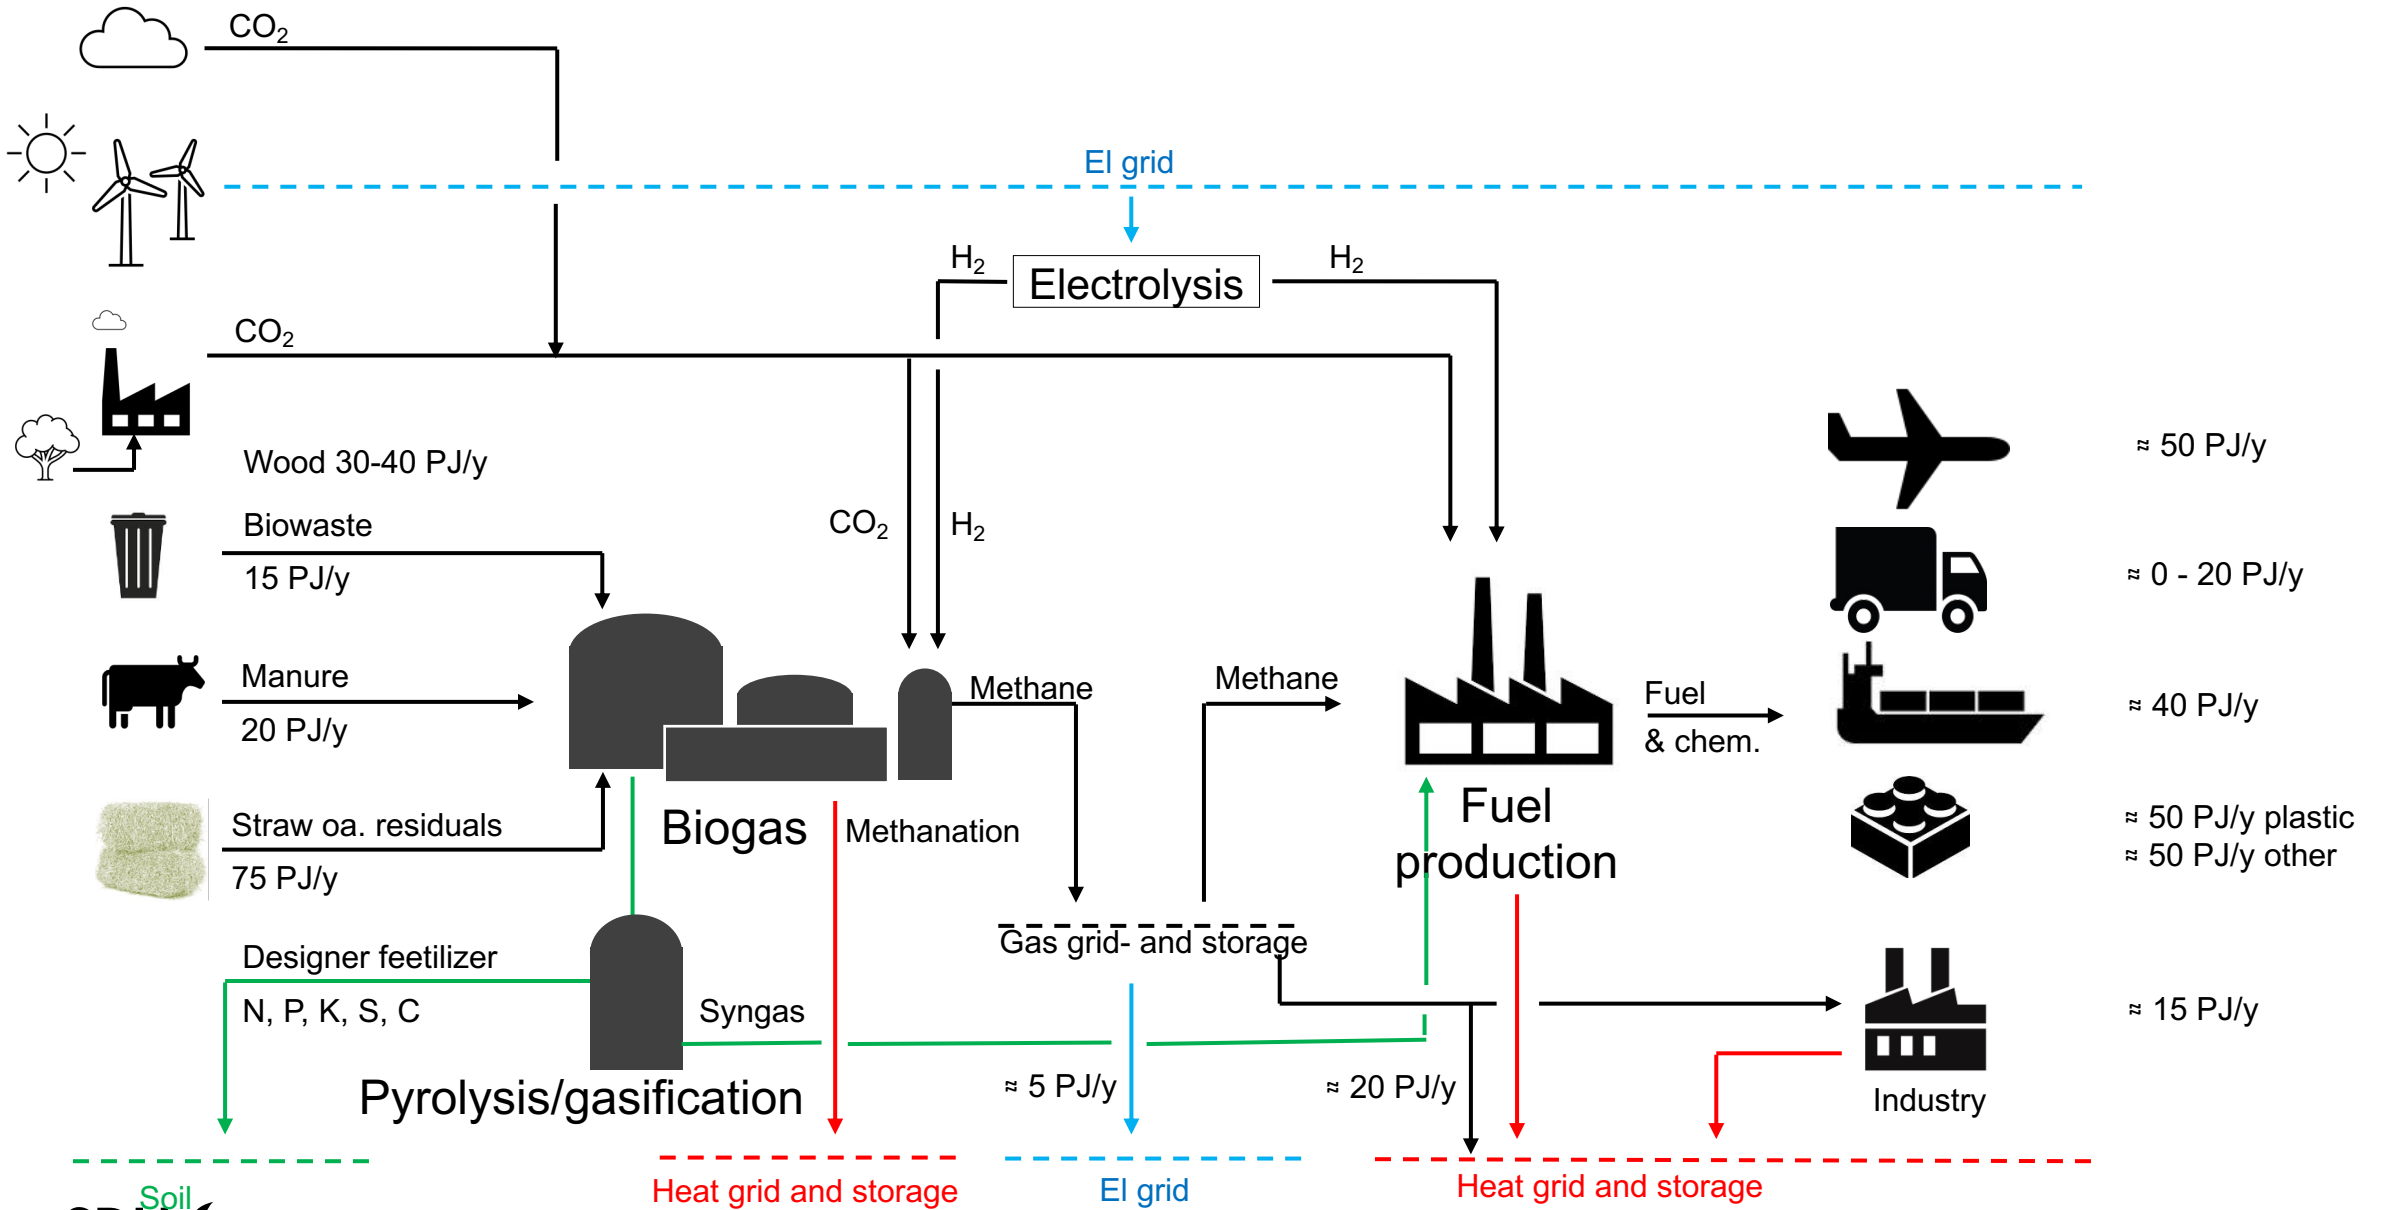 CO2
El grid
H2
Electrolysis
H2
CO2
Wood 30-40 PJ/y
≈ 50 PJ/y
Biowaste
15 PJ/y
CO2
H2
≈ 0 - 20 PJ/y
Manure
20 PJ/y
Methane
Methane
Fuel
& chem.
≈ 40 PJ/y
Straw oa. residuals
75 PJ/y
Biogas
Methanation
Fuel
production
≈ 50 PJ/y plastic
≈ 50 PJ/y other
Designer feetilizer
N, P, K, S, C
Syngas
Gas grid- and storage
≈ 15 PJ/y
Pyrolysis/gasification
≈ 5 PJ/y
≈ 20 PJ/y
Industry
Soil
Heat grid and storage
El grid
Heat grid and storage